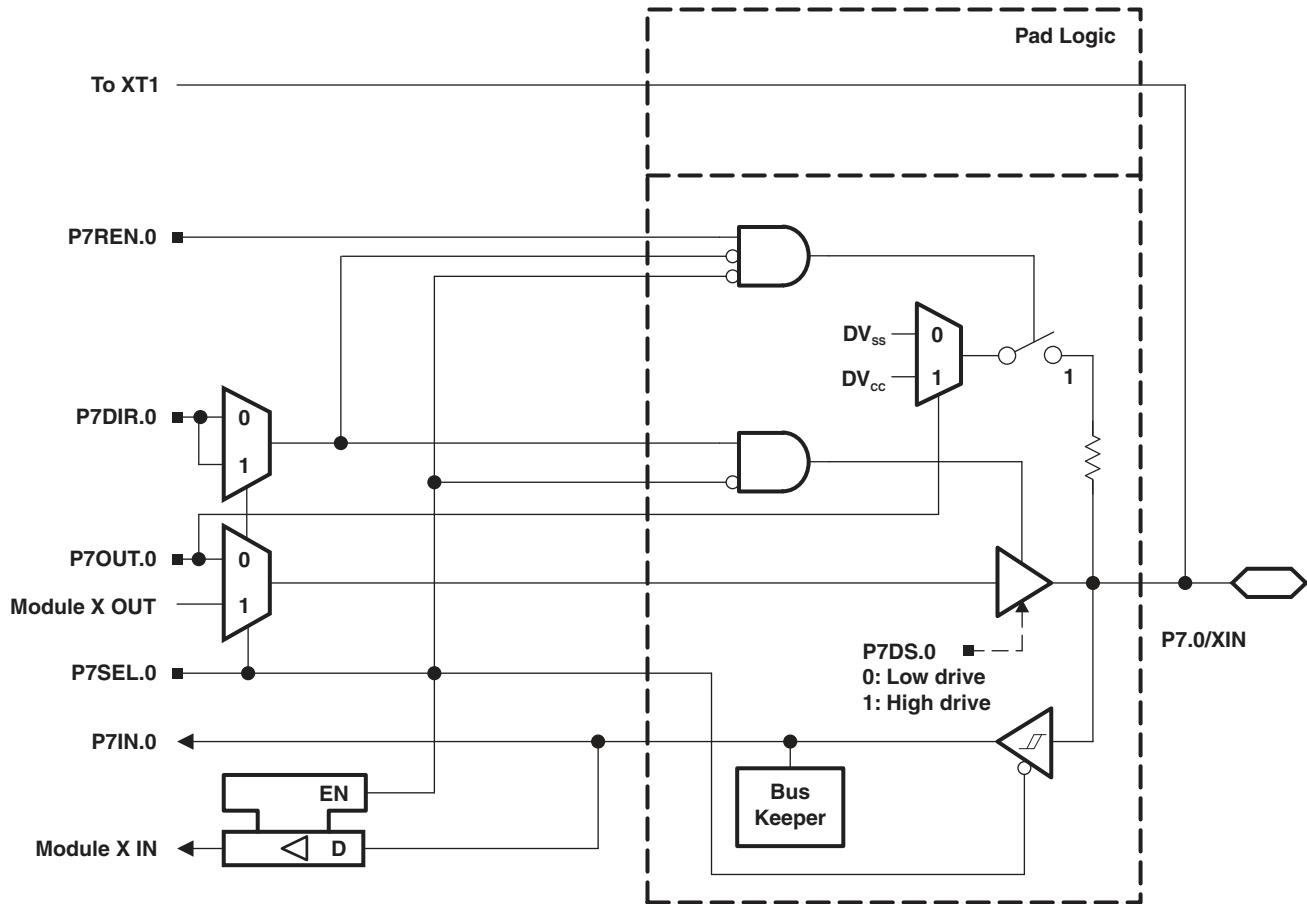 Pad Logic
To XT1
P7REN.0
DVSS
0
DVCC
1
1
P7DIR.0
0
1
P7OUT.0
0
Module X OUT
1
P7DS.0
0: Low drive
1: High drive
P7.0/XIN
P7SEL.0
P7IN.0
EN
Bus
Keeper
Module X IN
D